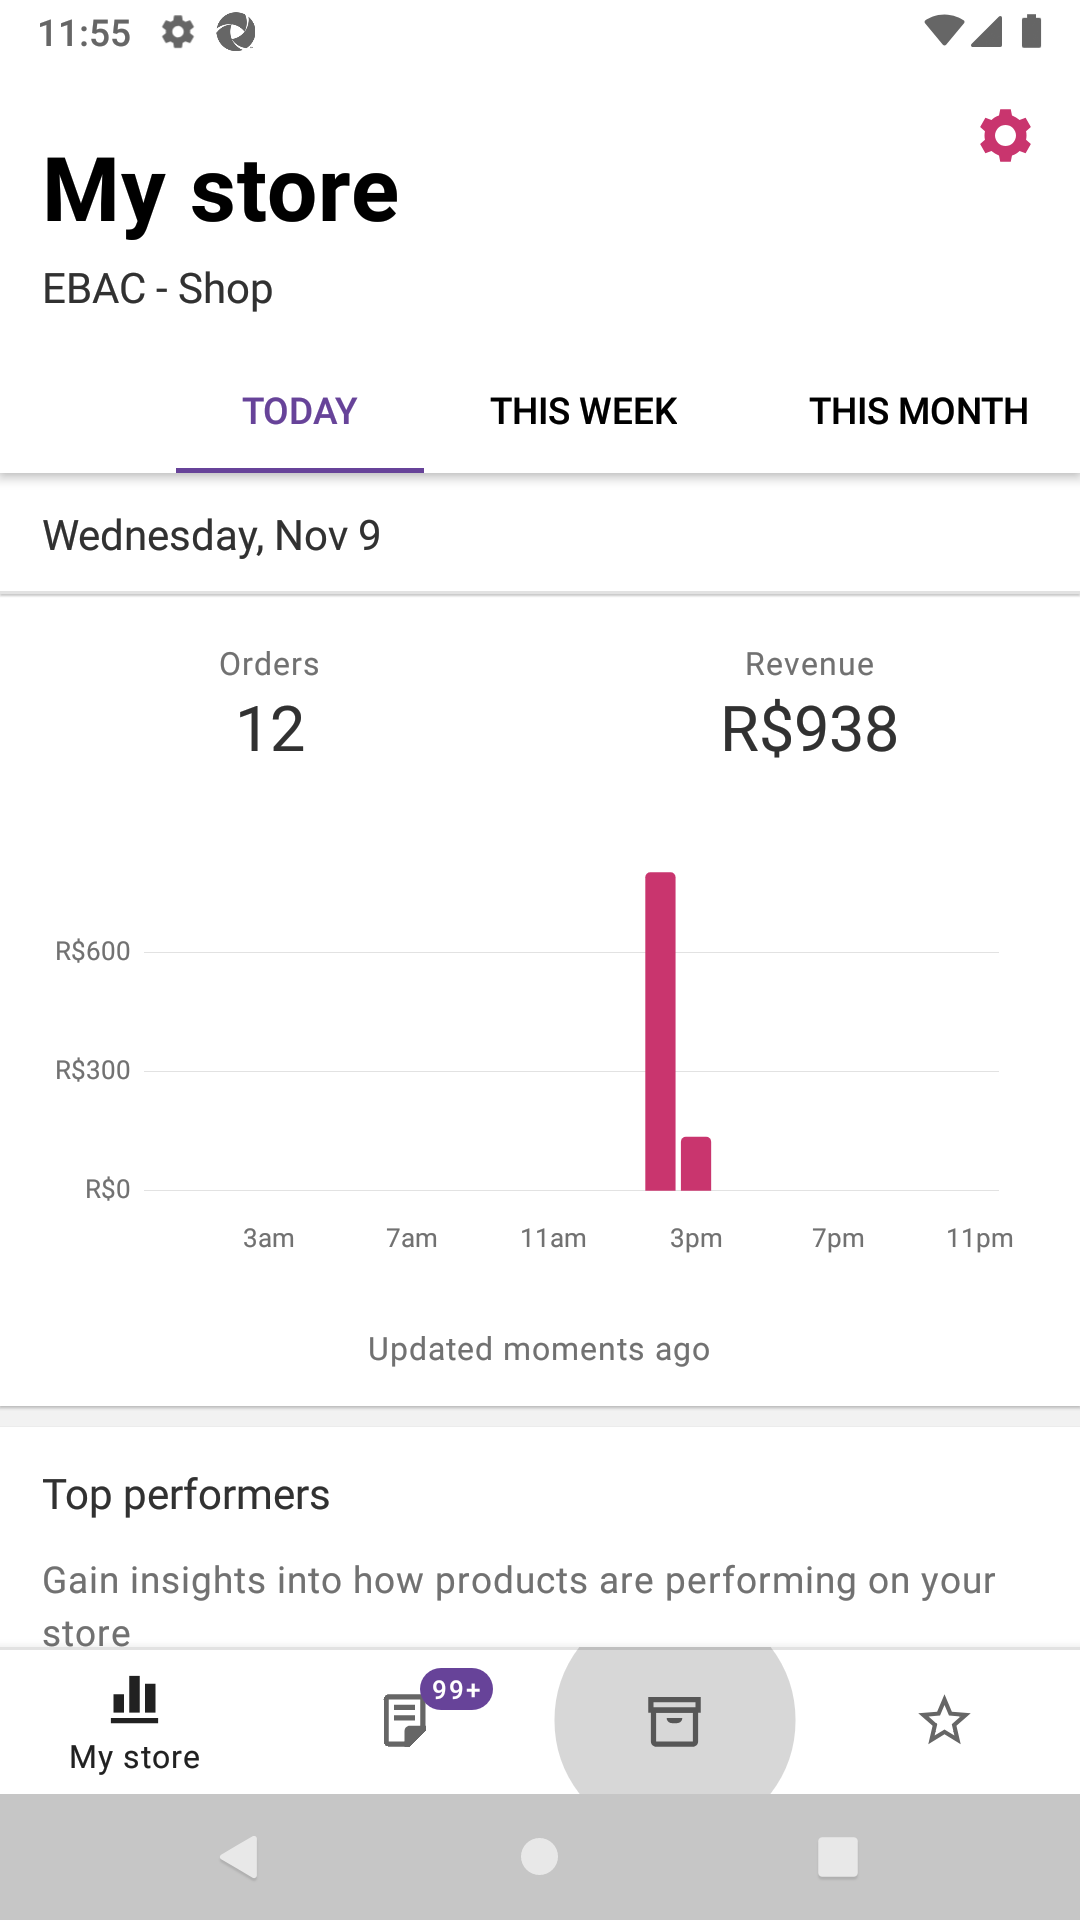 11:55
My store
EBAC - Shop
TODAY
THIS WEEK
THIS MONTH
Wednesday, Nov 9
Orders
12
Revenue
R$938
R$600
R$300
R$0
3am
7am
11am
3pm
7pm
11pm
Updated moments ago
Top performers
Gain insights into how products are performing on your
store
99+
My store